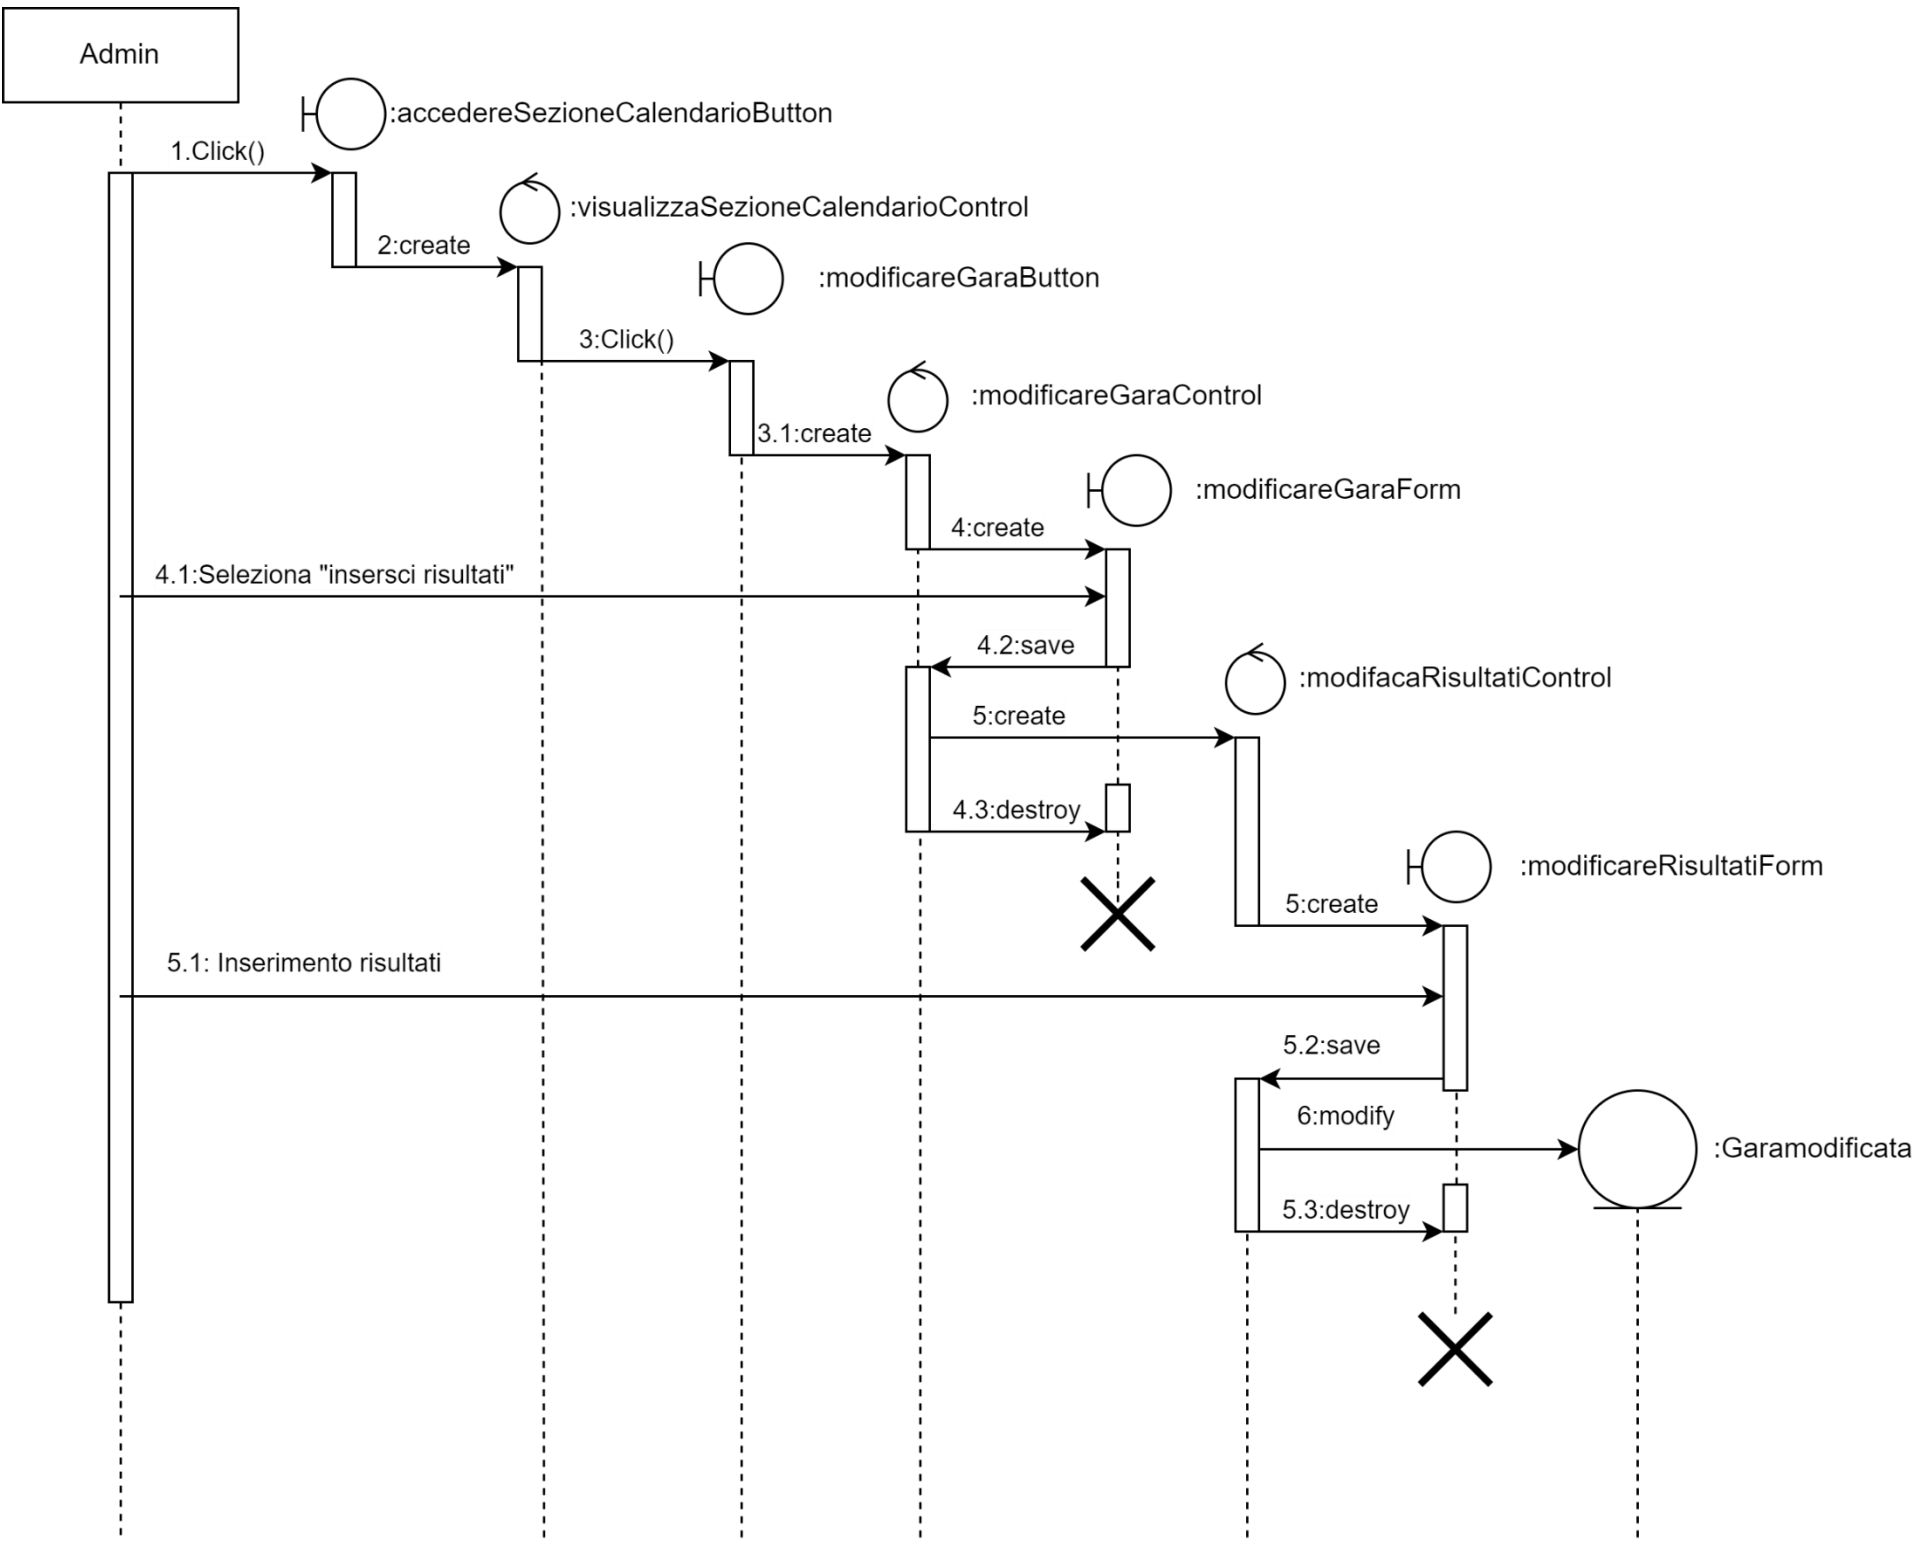 Admin
:accedereSezioneCalendarioButton
1.Click()
:visualizzaSezioneCalendarioControl
2:create
:modificareGaraButton
3:Click()
:modificareGaraControl
3.1:create
:modificareGaraForm
4:create
4.1:Seleziona "insersci risultati"
4.2:save
:modifacaRisultatiControl
5:create
4.3:destroy
:modificareRisultatiForm
5:create
5.1: Inserimento risultati
5.2:save
6:modify
:Garamodificata
5.3:destroy